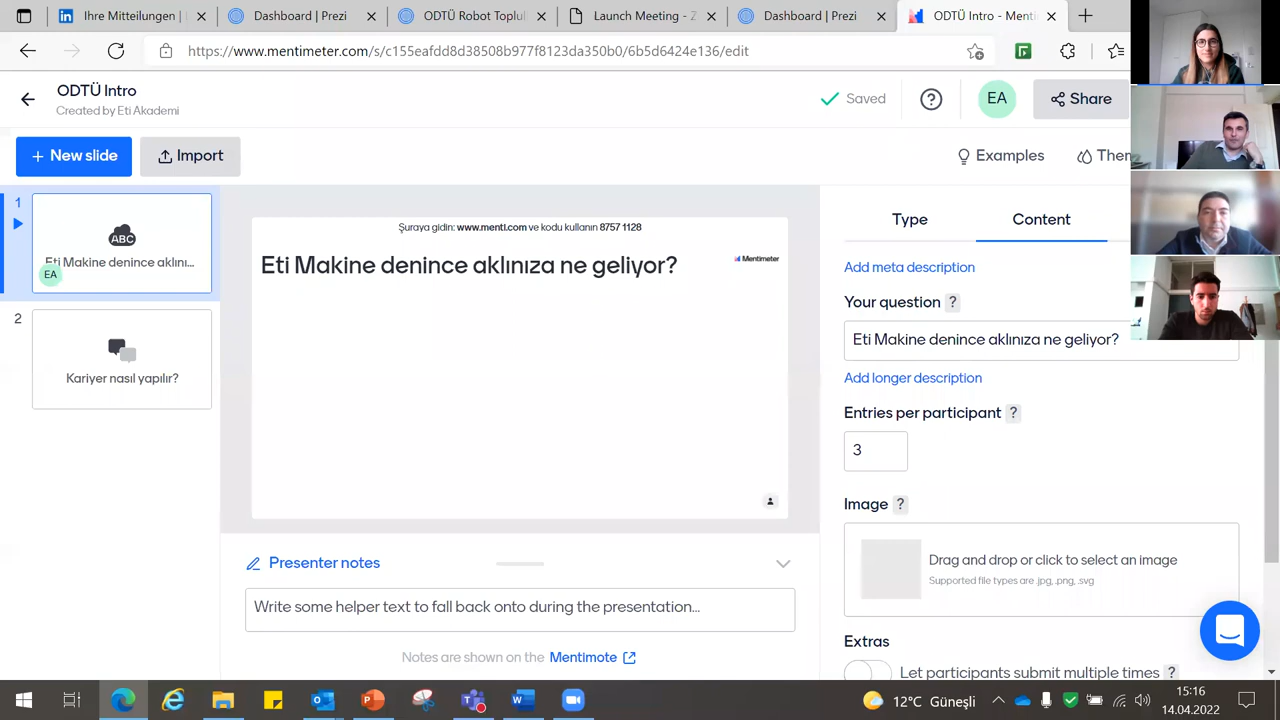 Ihre Mitteilungen |
Dashboard | Prezi
ODTÜ Robot Toplul
Launch Meeting - Z
Dashboard | Prezi
ODTÜ Intro - Menti
https://www.mentimeter.com/s/c155eafdd8d38508b977f8123da350b0/6b5d6424e136/edit
ODTÜ Intro
Created by Eti Akademi
Saved
EA
Share
+ New slide
Import
Examples
Them
1
ABC
Eti Makine denince aklını...
EA
2
Kariyer nasıl yapılır?
Şuraya gidin: www.menti.com ve kodu kullanın 8757 1128
Eti Makine denince aklınıza ne geliyor?
Mentimeter
Presenter notes
Write some helper text to fall back onto during the presentation...
Notes are shown on the Mentimote
Type
Content
Add meta description
Your question ?
Eti Makine denince aklınıza ne geliyor?
Add longer description
Entries per participant ?
3
Image ?
Drag and drop or click to select an image
Supported file types are .jpg, .png, .svg
Extras
Let participants submit multiple times ?
12°C Güneşli
15:16
14.04.2022